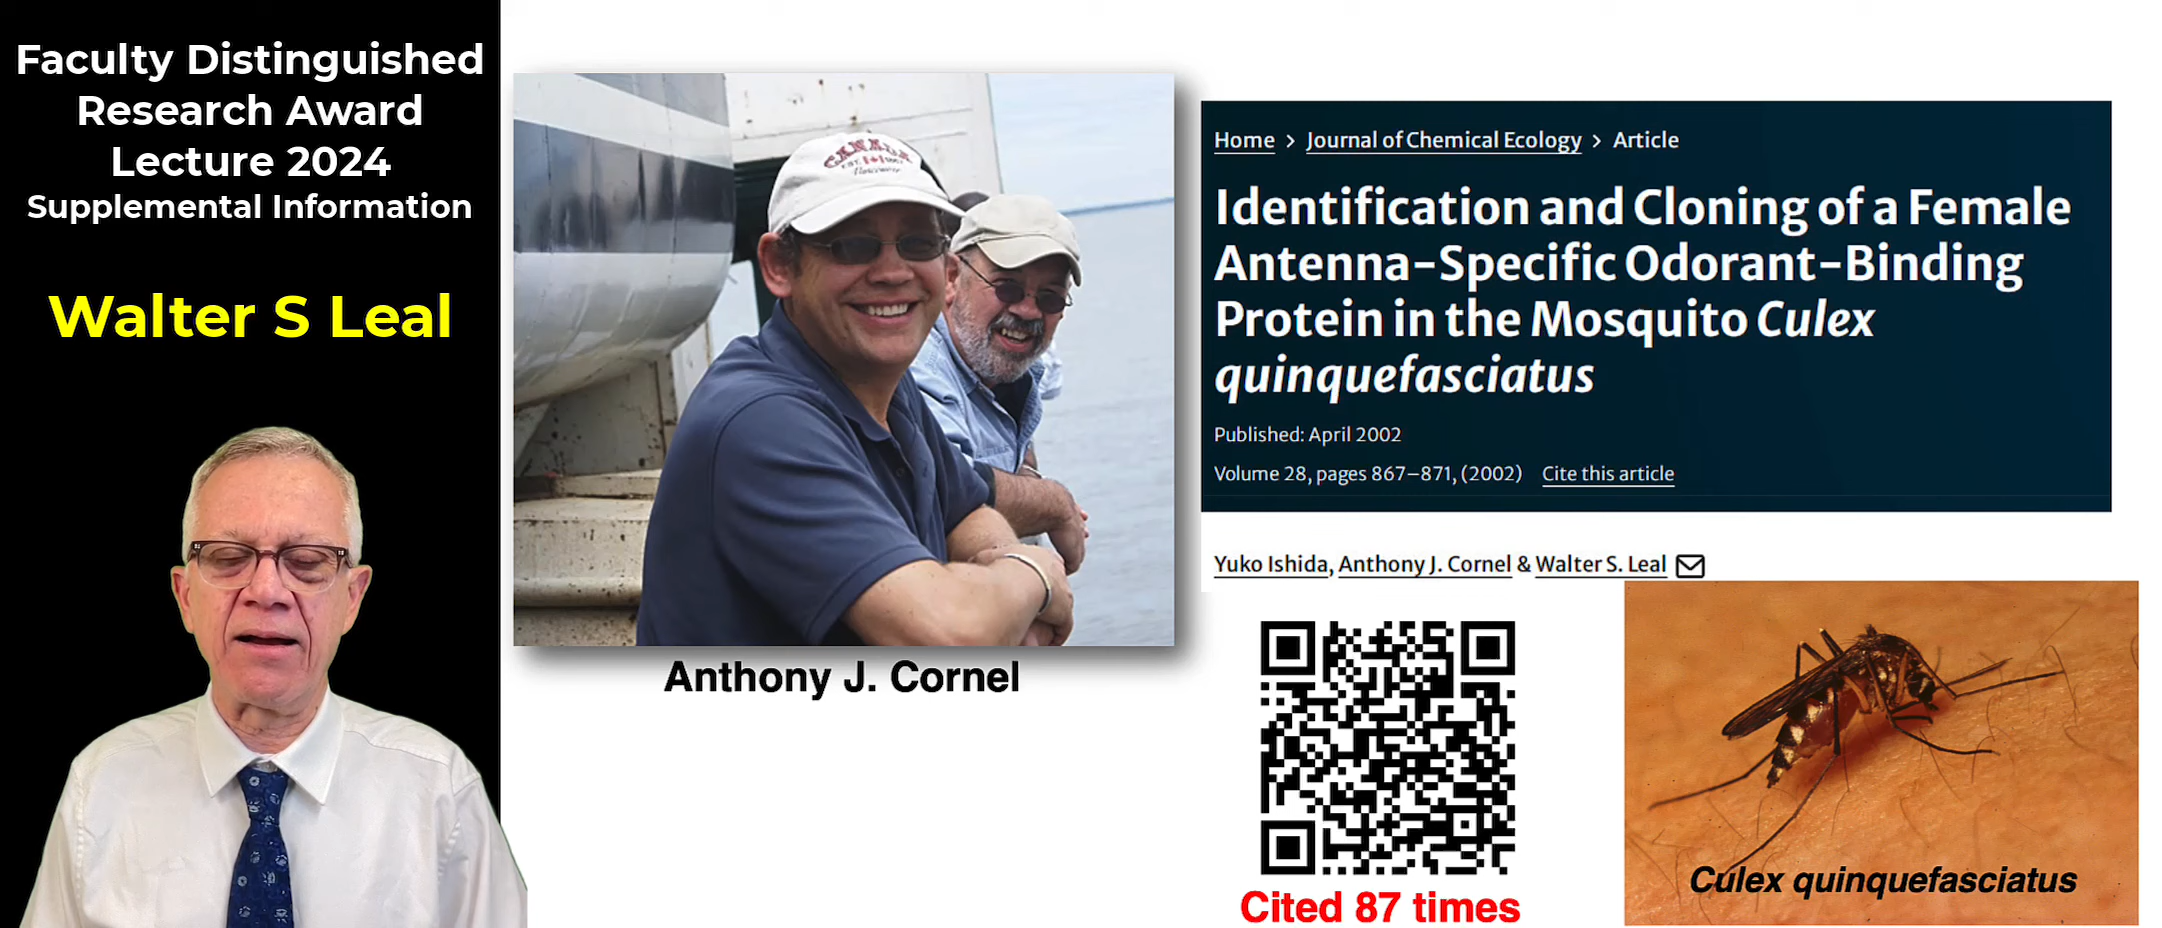 Faculty Distinguished
Research Award
Lecture 2024
Supplemental Information
Walter S Leal
CANADA
Vancouver
Anthony J. Cornel
Home > Journal of Chemical Ecology > Article
Identification and Cloning of a Female
Antenna-Specific Odorant-Binding
Protein in the Mosquito Culex
quinquefasciatus
Published: April 2002
Volume 28, pages 867–871, (2002) Cite this article
Yuko Ishida, Anthony J. Cornel & Walter S. Leal
Cited 87 times
Culex quinquefasciatus